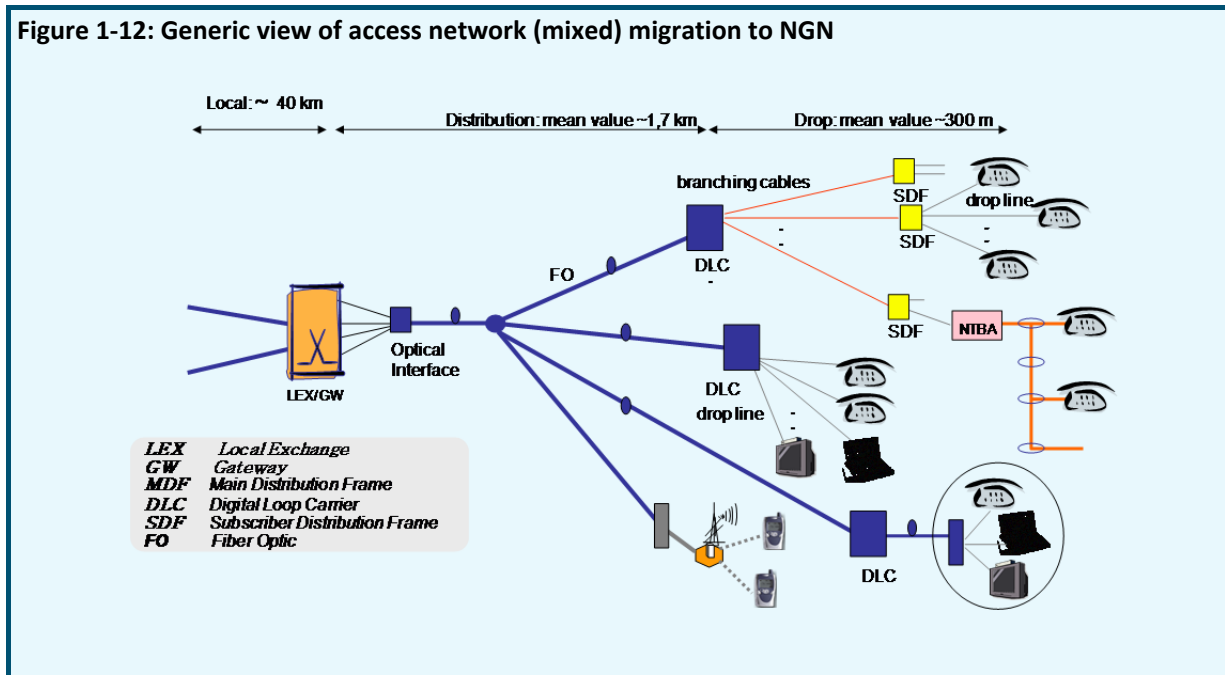 Figure 1-12: Generic view of access network (mixed) migration to NGN
Local: ~ 40 km
Distribution: mean value ~1,7 km
Drop: mean value ~300 m
branching cables
SDF
drop line
SDF
DLC
FO
SDF
NTBA
Optical
Interface
LEX/GW
DLC
drop line
DLC
LEX Local Exchange
GW Gateway
MDF Main Distribution Frame
DLC Digital Loop Carrier
SDF Subscriber Distribution Frame
FO Fiber Optic